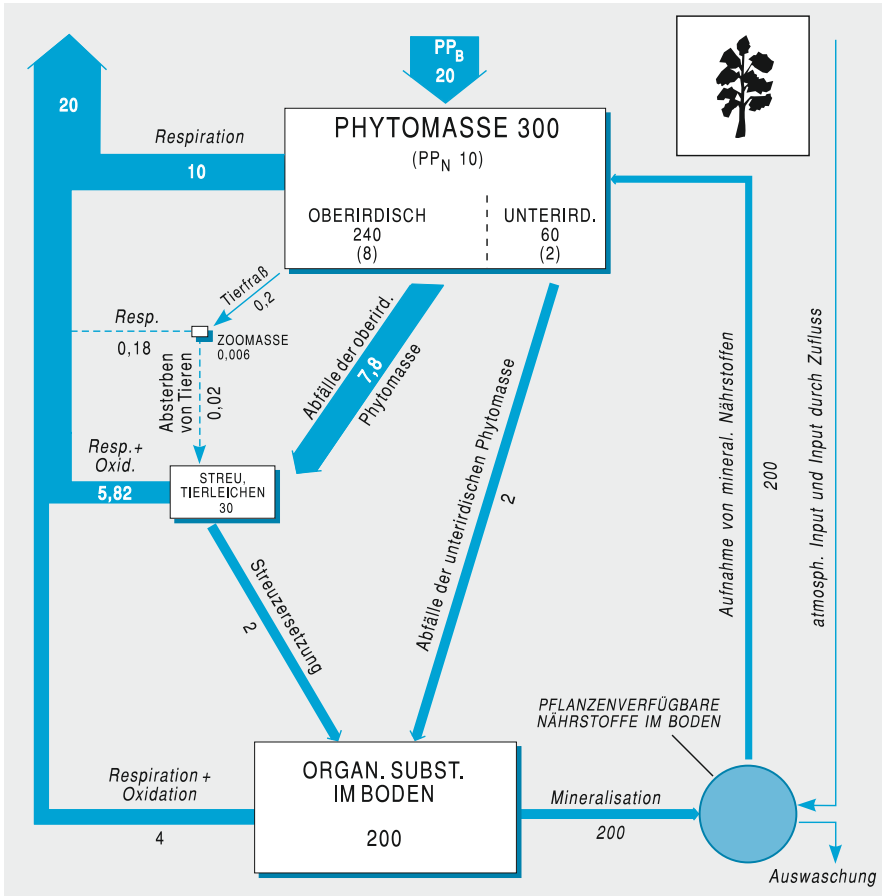 PP_B
20
20
PHYTOMASSE 300
(PP_N 10)
OBERIRDISCH
240
(8)
UNTERIRD.
60
(2)
Respiration
10
Tierfraß
0,2
Resp.
0,18
ZOOMASSE
0,006
Absterben
von Tieren
0,02
Abfälle der oberird.
7,8
Phytomasse
Abfälle der unterirdischen Phytomasse
2
Aufnahme von mineral. Nährstoffen
200
atmosph. Input und Input durch Zufluss
Resp.+
Oxid.
5,82
STREU,
TIERLEICHEN
30
Streuzersetzung
2
PFLANZENVERFÜGBARE
NÄHRSTOFFE IM BODEN
ORGAN. SUBST.
IM BODEN
200
Respiration +
Oxidation
4
Mineralisation
200
Auswaschung